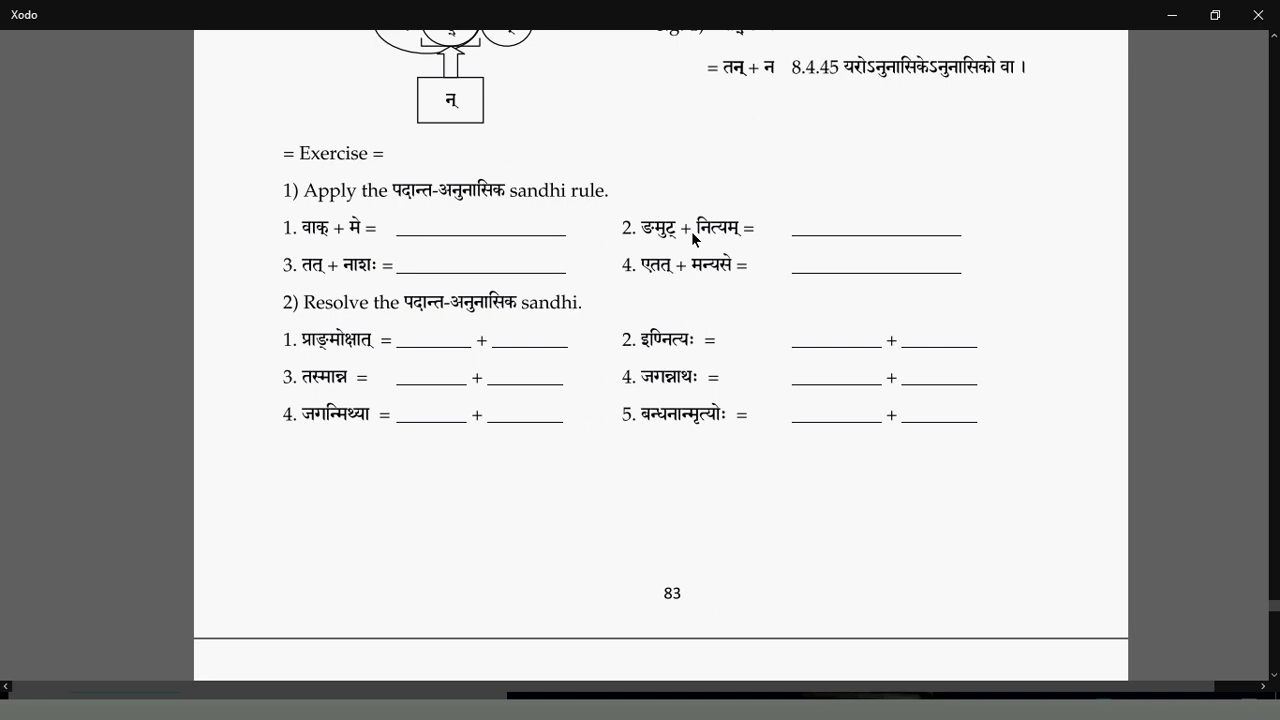 Xodo
= तन् + न 8.4.45 यरोऽनुनासिकेऽनुनासिको वा ।
न्
= Exercise =
1) Apply the पदान्त-अनुनासिक sandhi rule.
1. वाक् + मे = 2. ङमुट् + नित्यम् =
3. तत् + नाशः = 4. एतत् + मन्यसे =
2) Resolve the पदान्त-अनुनासिक sandhi.
1. प्राङ्मोक्षात् = + 2. इण्नित्यः = +
3. तस्मान्न = + 4. जगन्नाथः = +
4. जगन्मिथ्या = + 5. बन्धनान्मृत्योः = +
83